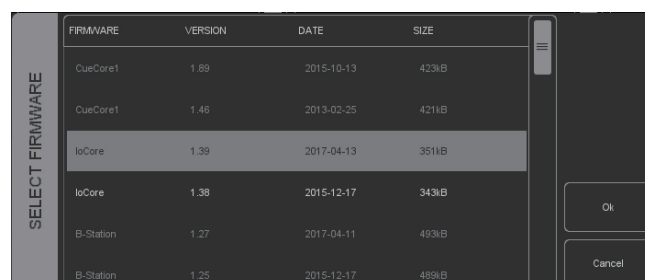 SELECT FIRMWARE
FIRMWARE VERSION DATE SIZE
CueCore1 1.89 2015-10-13 423kB
CueCore1 1.46 2013-02-25 421kB
IoCore 1.39 2017-04-13 351kB
IoCore 1.38 2015-12-17 343kB
B-Station 1.27 2017-04-11 493kB
B-Station 1.25 2015-12-17 489kB
Ok
Cancel